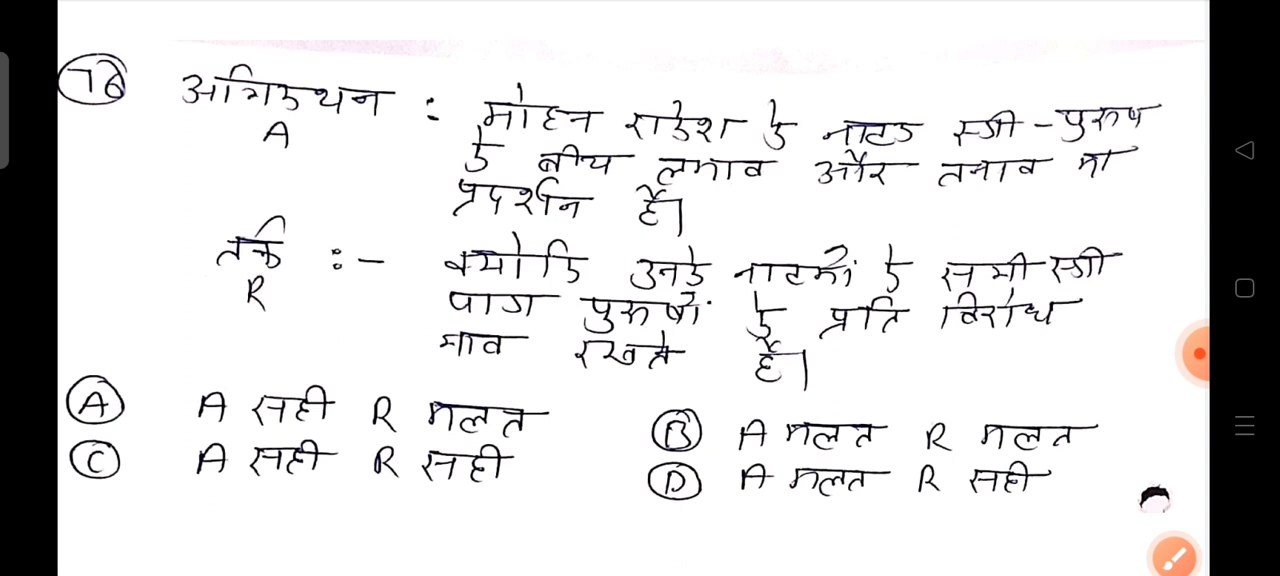 76 अभिकथन : मोहन राकेश के नाटक स्त्री-पुरुष
A के बीच लगाव और तनाव का
प्रदर्शन हैं।
तर्क :- क्योंकि उनके नाटकों के सभी स्त्री
R पात्र पुरुषों के प्रति विरोध
भाव रखते हैं।
A A सही R गलत B A गलत R गलत
C A सही R सही D A गलत R सही